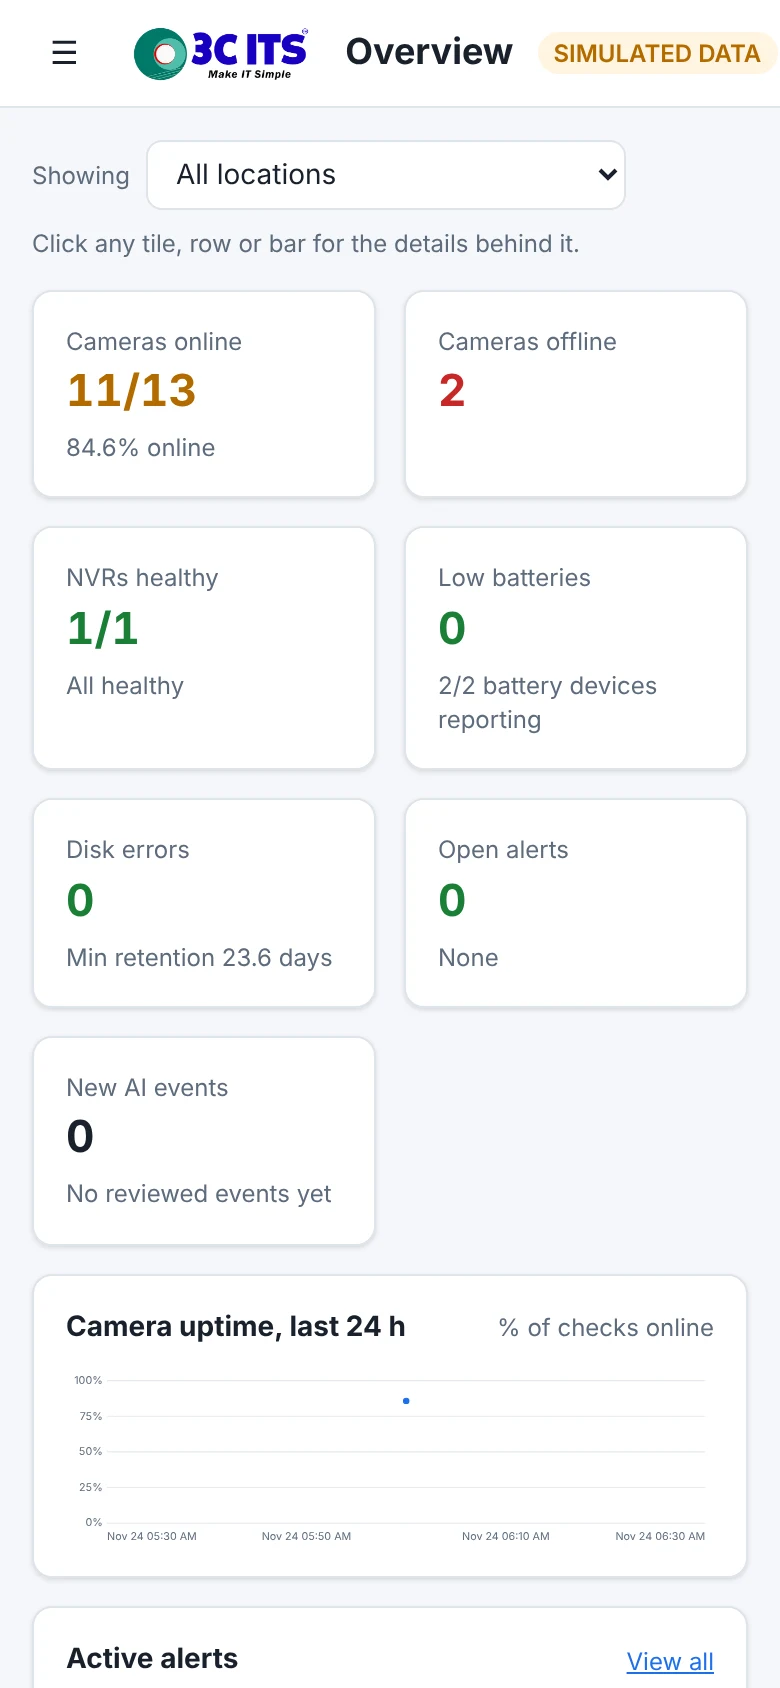 ☰ 3C ITS Overview SIMULATED DATA
Make IT Simple
Showing All locations
Click any tile, row or bar for the details behind it.
Cameras online
11/13
84.6% online
Cameras offline
2
NVRs healthy
1/1
All healthy
Low batteries
0
2/2 battery devices
reporting
Disk errors
0
Min retention 23.6 days
Open alerts
0
None
New AI events
0
No reviewed events yet
Camera uptime, last 24 h % of checks online
100%
75%
50%
25%
0%
Nov 24 05:30 AM Nov 24 05:50 AM Nov 24 06:10 AM Nov 24 06:30 AM
Active alerts View all